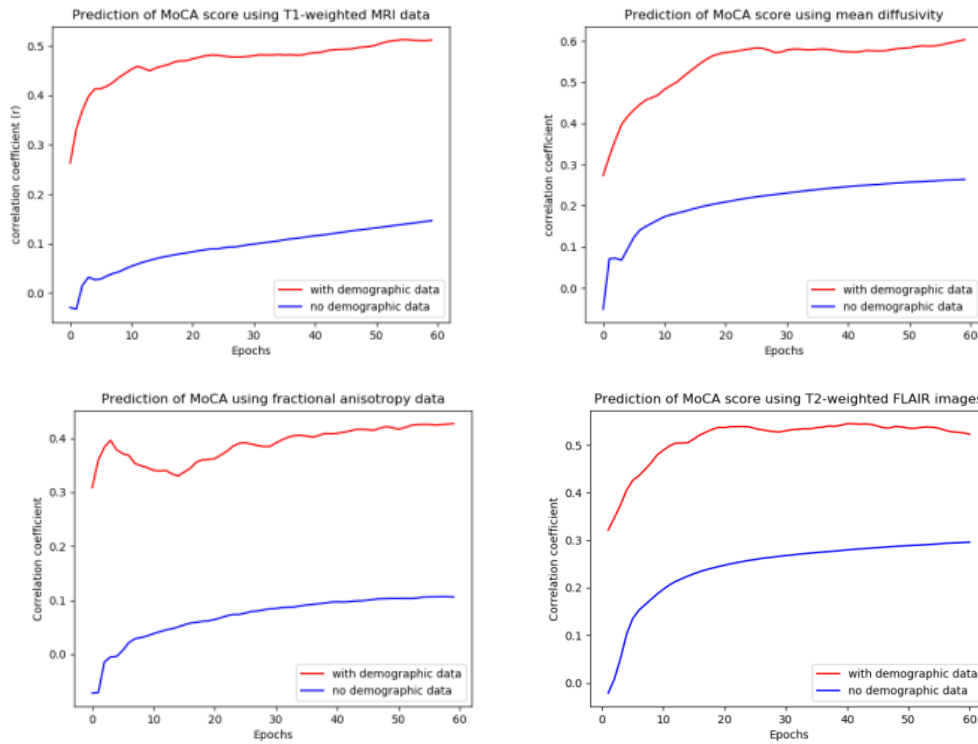 Prediction of MoCA score using T1-weighted MRI data
correlation coefficient (r)
0.5
0.4
0.3
0.2
0.1
0.0
with demographic data
no demographic data
0 10 20 30 40 50 60
Epochs
Prediction of MoCA score using mean diffusivity
correlation coefficient
0.6
0.5
0.4
0.3
0.2
0.1
0.0
with demographic data
no demographic data
0 10 20 30 40 50 60
Epochs
Prediction of MoCA using fractional anisotropy data
Correlation coefficient
0.4
0.3
0.2
0.1
0.0
with demographic data
no demographic data
0 10 20 30 40 50 60
Epochs
Prediction of MoCA score using T2-weighted FLAIR images
Correlation coefficient
0.5
0.4
0.3
0.2
0.1
0.0
with demographic data
no demographic data
0 10 20 30 40 50 60
Epochs